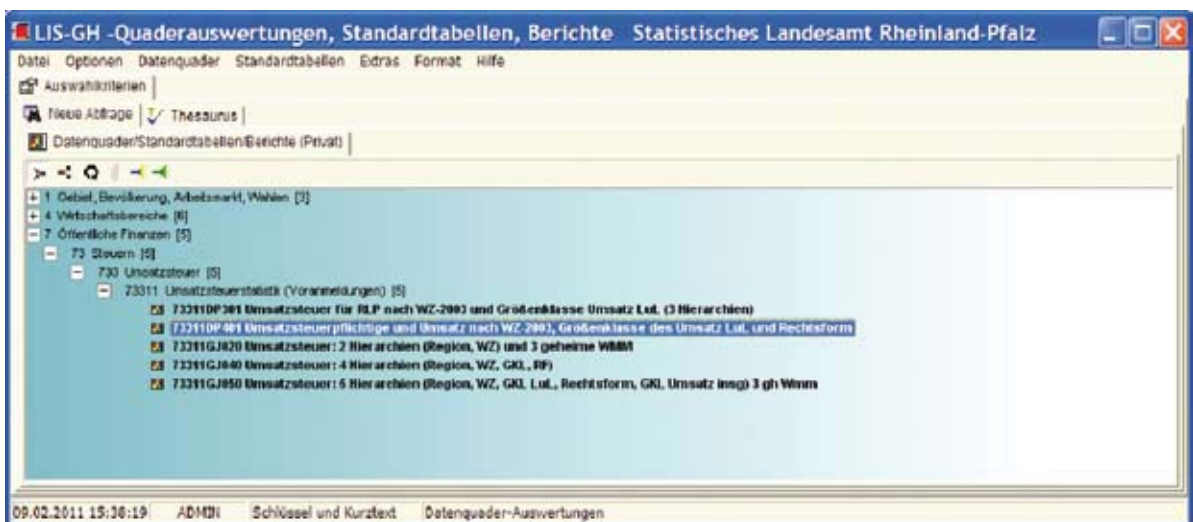 LIS-GH -Quaderauswertungen, Standardtabellen, Berichte Statistisches Landesamt Rheinland-Pfalz
Datei Optionen Datenquader Standardtabellen Extras Format Hilfe
Auswahlkriterien
Neue Abfrage Thesaurus
Datenquader/Standardtabellen/Berichte (Privat)
1 Gebiet, Bevölkerung, Arbeitsmarkt, Wahlen [3]
4 Wirtschaftsbereiche [6]
7 Öffentliche Finanzen [5]
73 Steuern [5]
733 Umsatzsteuer [5]
73311 Umsatzsteuerstatistik (Voranmeldungen) [5]
73311DP301 Umsatzsteuer für RLP nach WZ-2003 und Größenklasse Umsatz LuL (3 Hierarchien)
73311DP401 Umsatzsteuerpflichtige und Umsatz nach WZ-2003, Größenklasse des Umsatz LuL und Rechtsform
73311GJ020 Umsatzsteuer: 2 Hierarchien (Region, WZ) und 3 geheime WMM
73311GJ040 Umsatzsteuer: 4 Hierarchien (Region, WZ, GKL, RF)
73311GJ050 Umsatzsteuer: 5 Hierarchien (Region, WZ, GKL LuL, Rechtsform, GKL Umsatz insg) 3 gh Wmm
09.02.2011 15:38:19 ADMIN Schlüssel und Kurztext Datenquader-Auswertungen